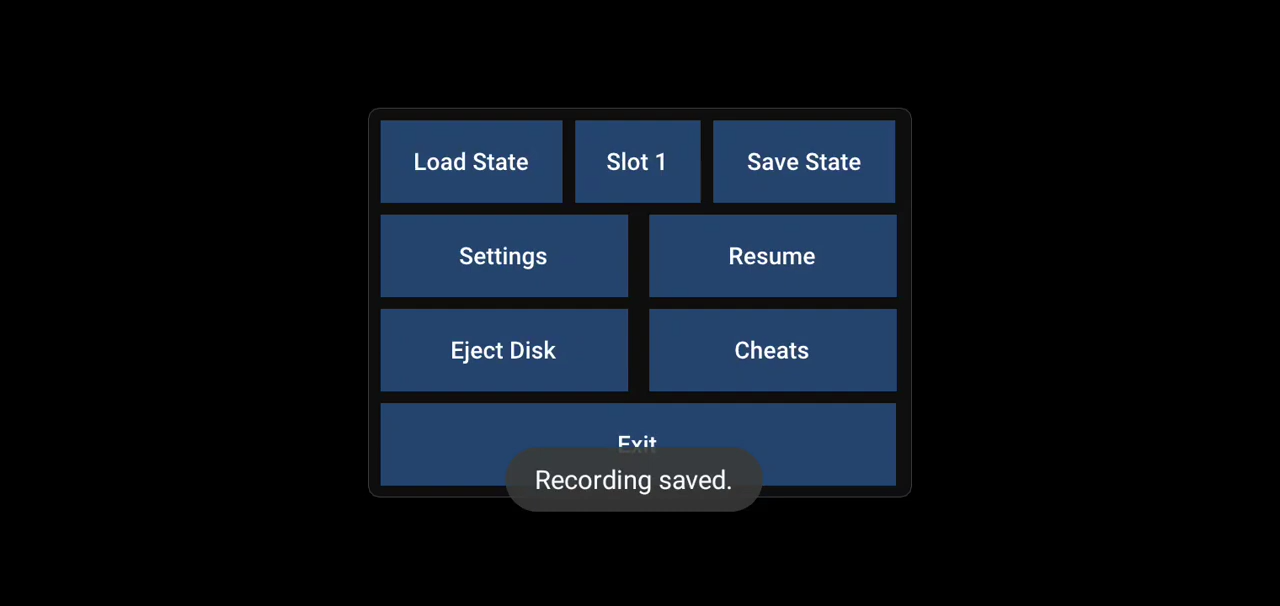 Load State
Slot 1
Save State
Settings
Resume
Eject Disk
Cheats
Exit
Recording saved.